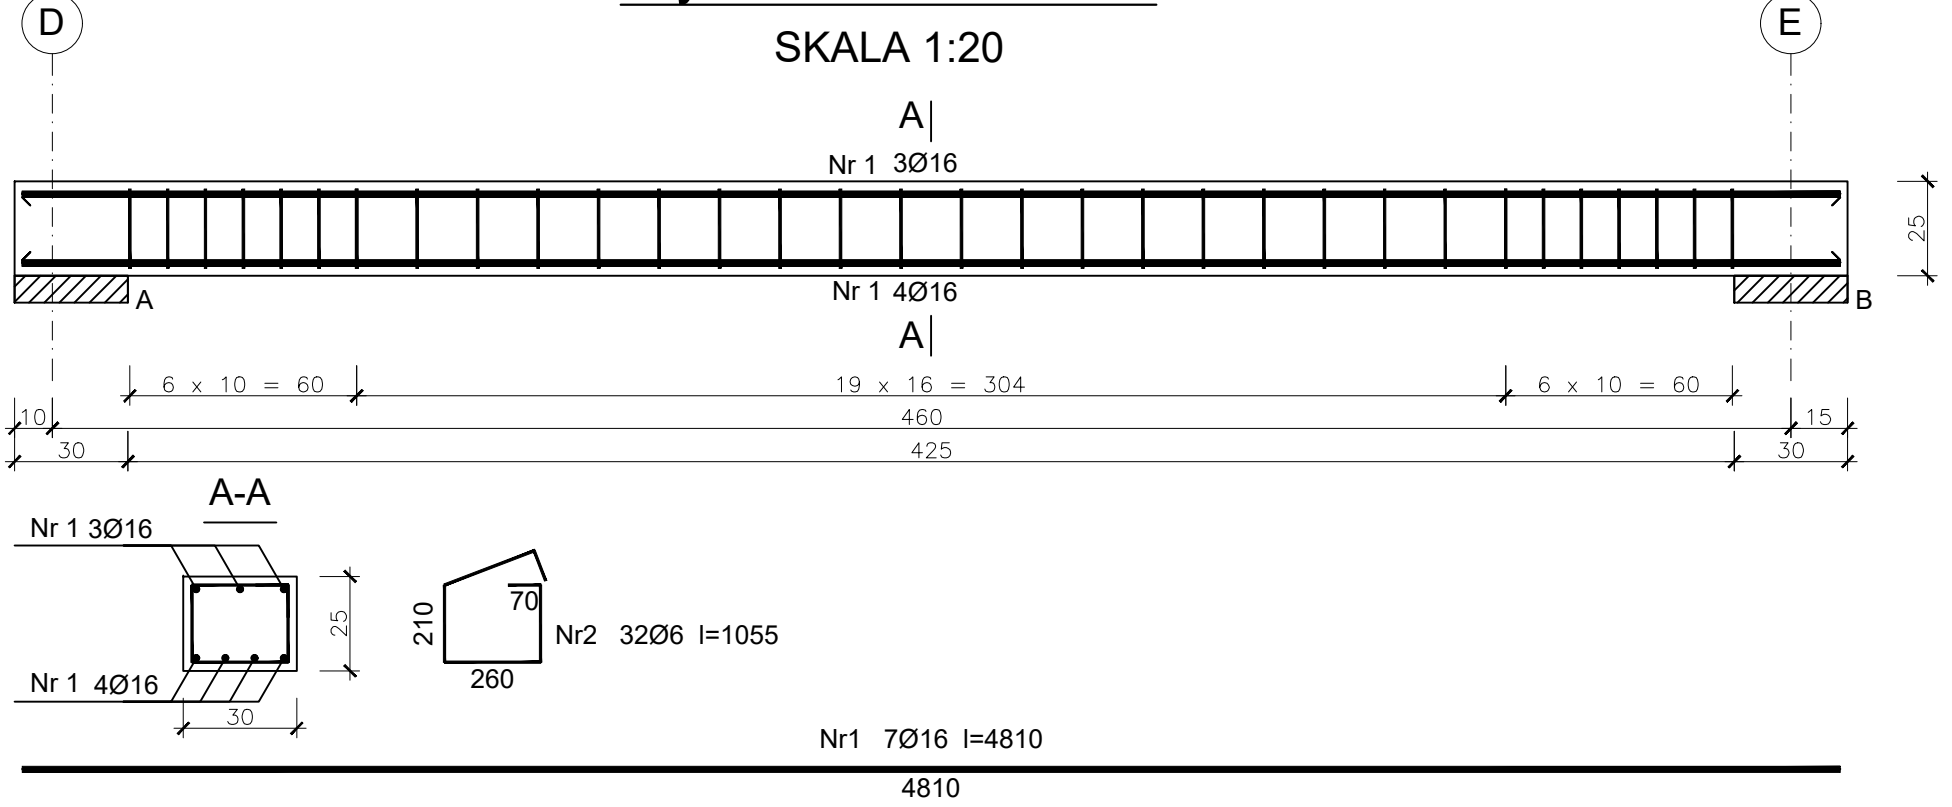 D
E
SKALA 1:20
A
Nr 1 3Ø16
25
Nr 1 4Ø16
A
B
A
6 x 10 = 60
19 x 16 = 304
6 x 10 = 60
10
460
15
30
425
30
A-A
Nr 1 3Ø16
25
210
70
Nr2 32Ø6 l=1055
260
Nr 1 4Ø16
30
Nr1 7Ø16 l=4810
4810